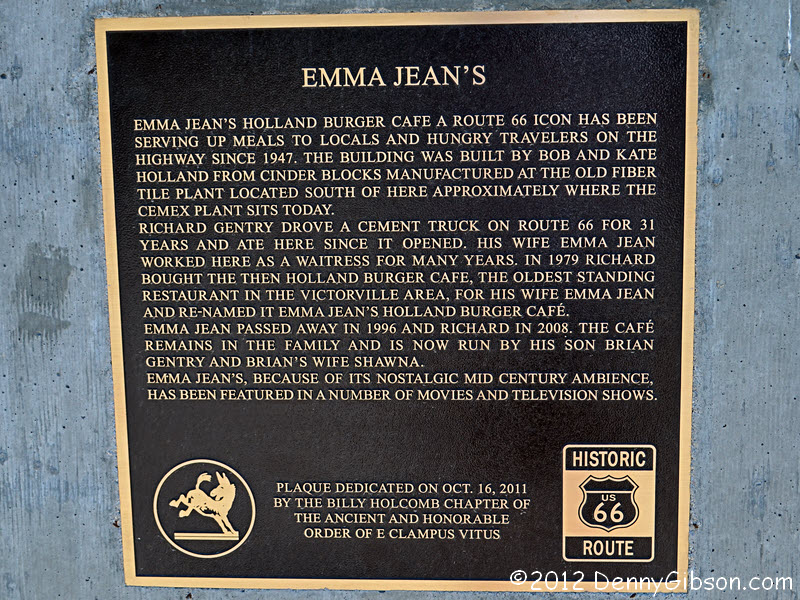 EMMA JEAN'S
EMMA JEAN'S HOLLAND BURGER CAFE A ROUTE 66 ICON HAS BEEN
SERVING UP MEALS TO LOCALS AND HUNGRY TRAVELERS ON THE
HIGHWAY SINCE 1947. THE BUILDING WAS BUILT BY BOB AND KATE
HOLLAND FROM CINDER BLOCKS MANUFACTURED AT THE OLD FIBER
TILE PLANT LOCATED SOUTH OF HERE APPROXIMATELY WHERE THE
CEMEX PLANT SITS TODAY.
RICHARD GENTRY DROVE A CEMENT TRUCK ON ROUTE 66 FOR 31
YEARS AND ATE HERE SINCE IT OPENED. HIS WIFE EMMA JEAN
WORKED HERE AS A WAITRESS FOR MANY YEARS. IN 1979 RICHARD
BOUGHT THE THEN HOLLAND BURGER CAFE, THE OLDEST STANDING
RESTAURANT IN THE VICTORVILLE AREA, FOR HIS WIFE EMMA JEAN
AND RE-NAMED IT EMMA JEAN'S HOLLAND BURGER CAFÉ.
EMMA JEAN PASSED AWAY IN 1996 AND RICHARD IN 2008. THE CAFÉ
REMAINS IN THE FAMILY AND IS NOW RUN BY HIS SON BRIAN
GENTRY AND BRIAN'S WIFE SHAWNA.
EMMA JEAN'S, BECAUSE OF ITS NOSTALGIC MID CENTURY AMBIENCE,
HAS BEEN FEATURED IN A NUMBER OF MOVIES AND TELEVISION SHOWS.
PLAQUE DEDICATED ON OCT. 16, 2011
BY THE BILLY HOLCOMB CHAPTER OF
THE ANCIENT AND HONORABLE
ORDER OF E CLAMPUS VITUS
HISTORIC
US
66
ROUTE
©2012 DennyGibson.com